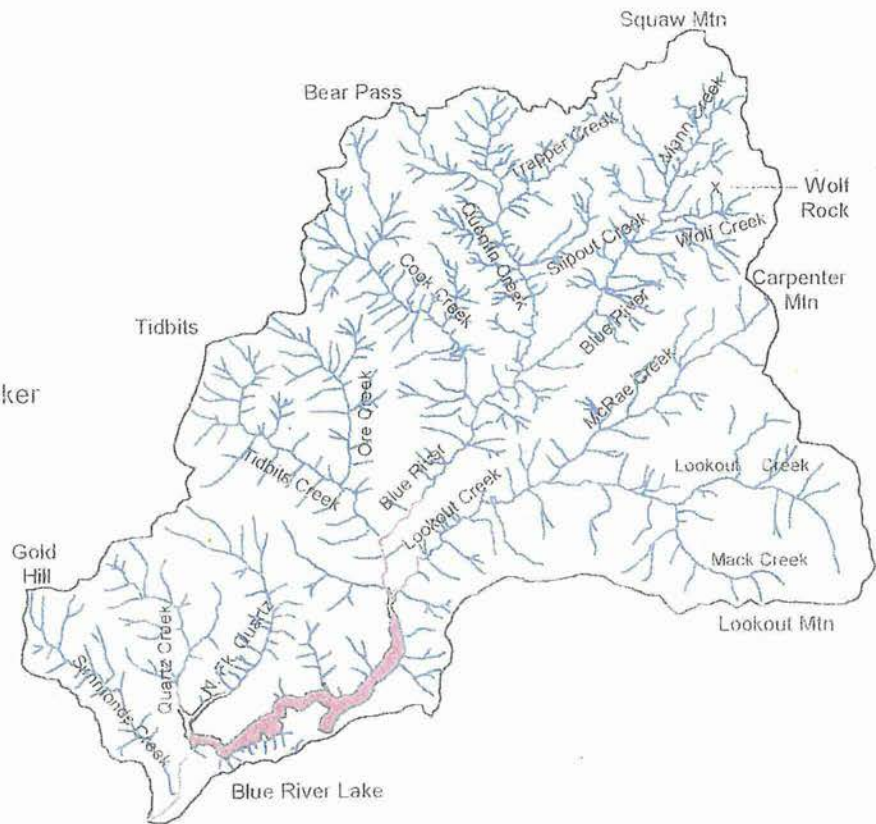 Squaw Mtn
Bear Pass
Trapper Creek
Mann Creek
Wolf
Rock
X
Quentin Creek
Slipout Creek
Wolf Creek
Cook Creek
Carpenter
Mtn
Tidbits
Blue River
McRae Creek
ker
Ore Creek
Tidbits Creek
Blue River
Lookout Creek
Lookout Creek
Mack Creek
Gold
Hill
Lookout Mtn
Simmonds Creek
Quartz Creek
N. Fk Quartz
Blue River Lake